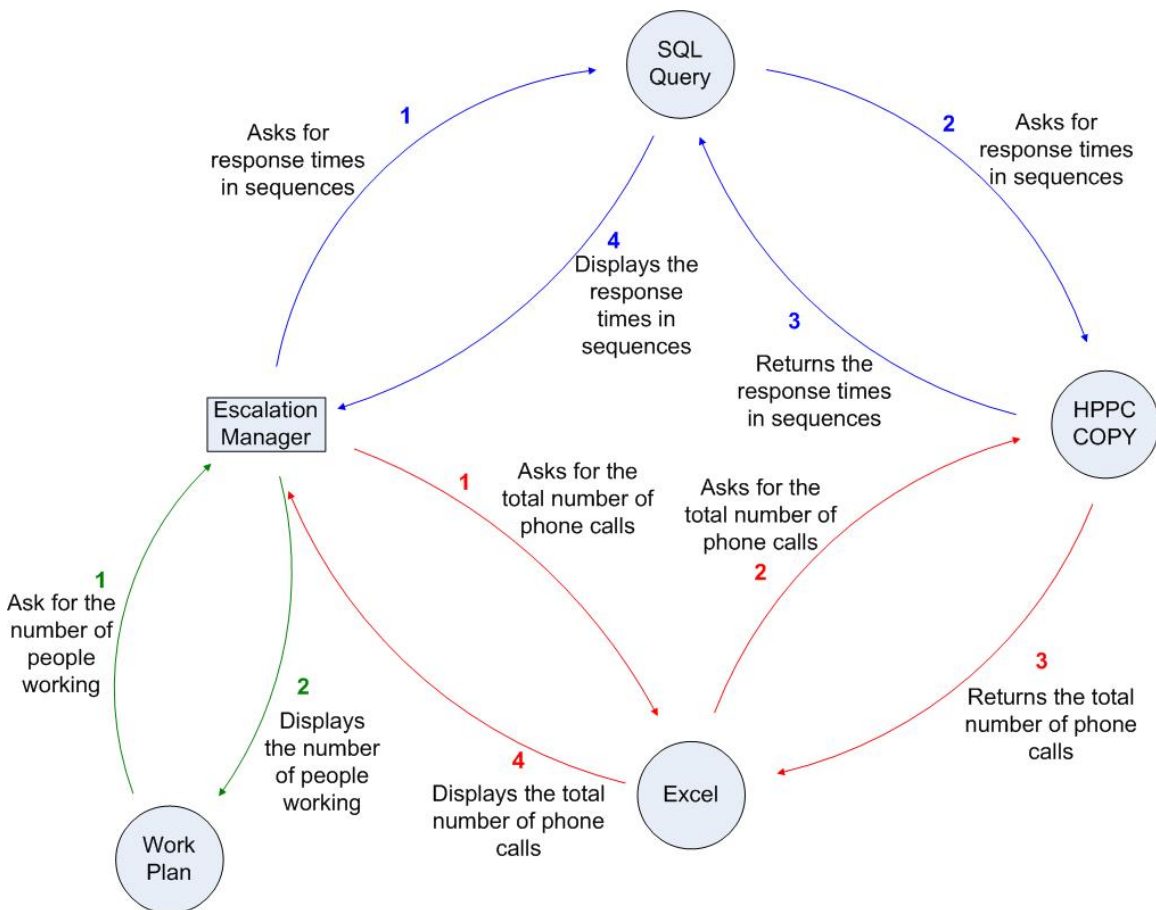 SQL
Query
1
Asks for
response times
in sequences
2
Asks for
response times
in sequences
4
Displays the
response
times in
sequences
3
Returns the
response times
in sequences
Escalation
Manager
HPPC
COPY
1
Asks for the
total number of
phone calls
Asks for the
total number of
phone calls
2
1
Ask for the
number of
people
working
2
Displays
the number
of people
working
3
Returns the total
number of phone
calls
4
Displays the total
number of phone
calls
Excel
Work
Plan